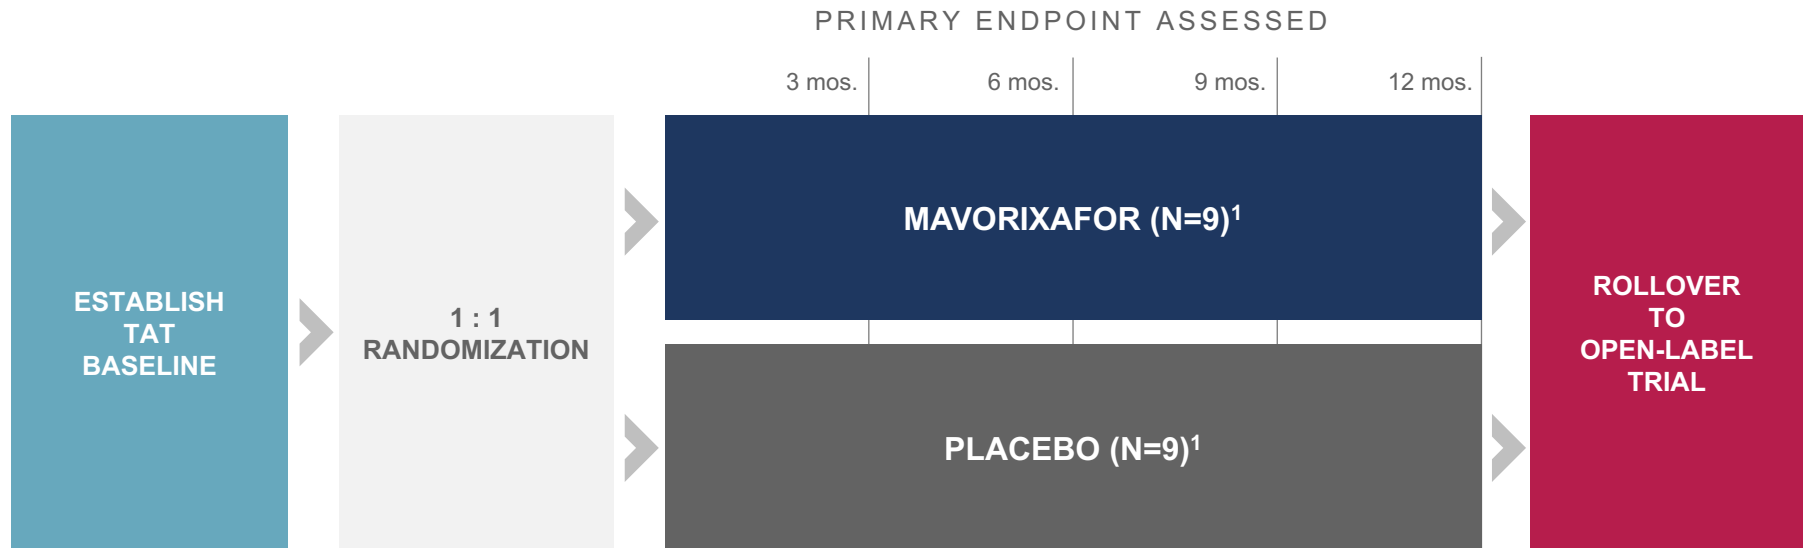 PRIMARY ENDPOINT ASSESSED
3 mos.
6 mos.
9 mos.
12 mos.
ESTABLISH
TAT
BASELINE
1 : 1
RANDOMIZATION
MAVORIXAFOR (N=9)¹
PLACEBO (N=9)¹
ROLLOVER
TO
OPEN-LABEL
TRIAL